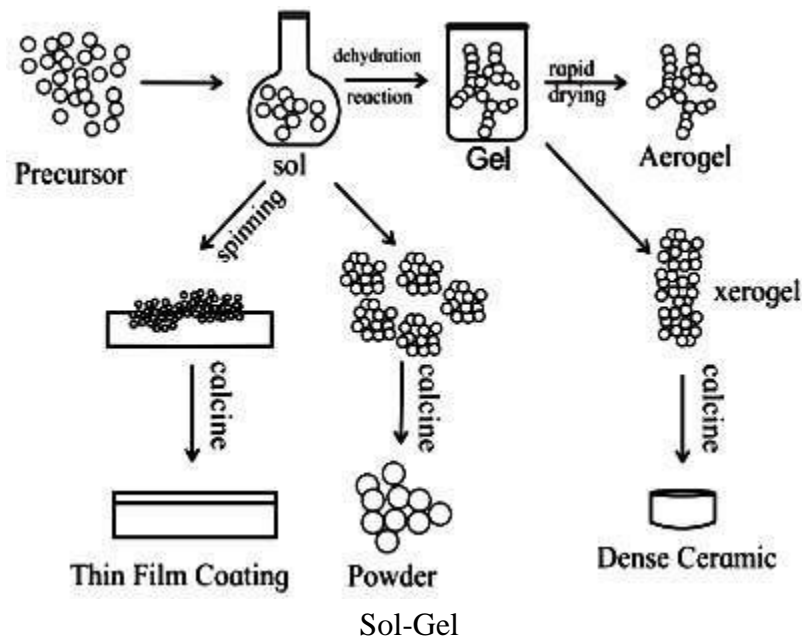 Precursor
sol
dehydration
reaction
Gel
rapid
drying
Aerogel
spinning
xerogel
calcine
calcine
calcine
Thin Film Coating
Powder
Dense Ceramic
Sol-Gel